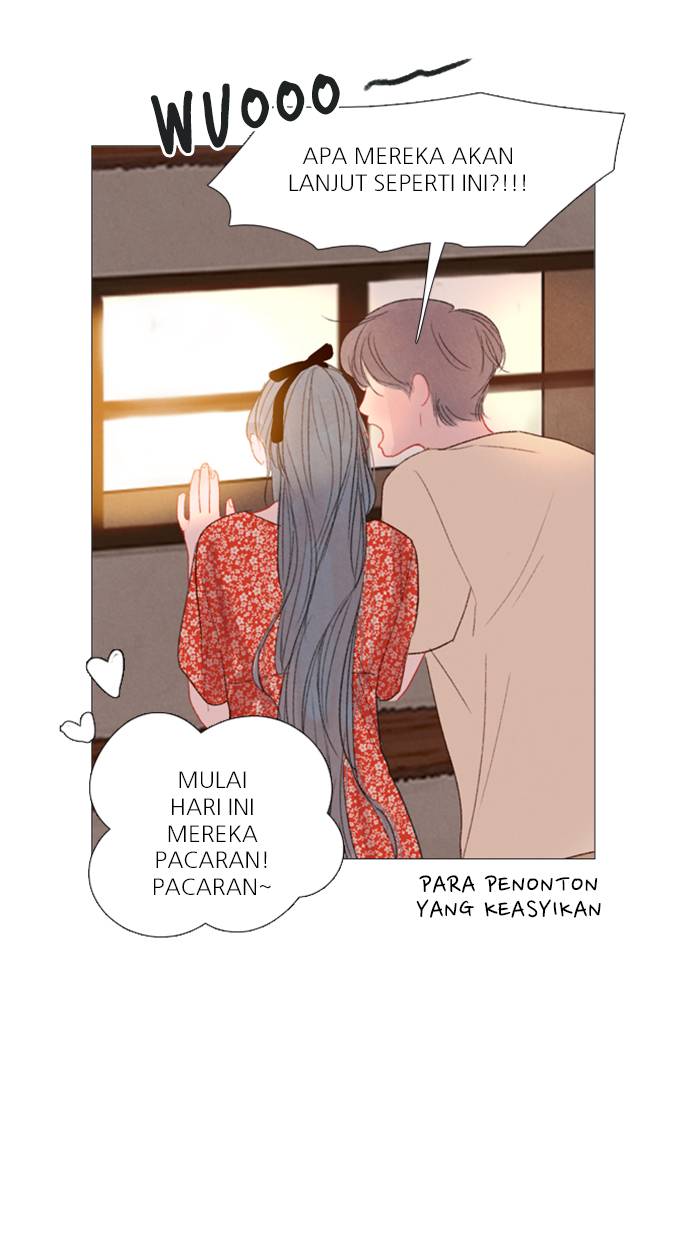 WUOOO
APA MEREKA AKAN
LANJUT SEPERTI INI?!!!
MULAI
HARI INI
MEREKA
PACARAN!
PACARAN~
PARA PENONTON
YANG KEASYIKAN